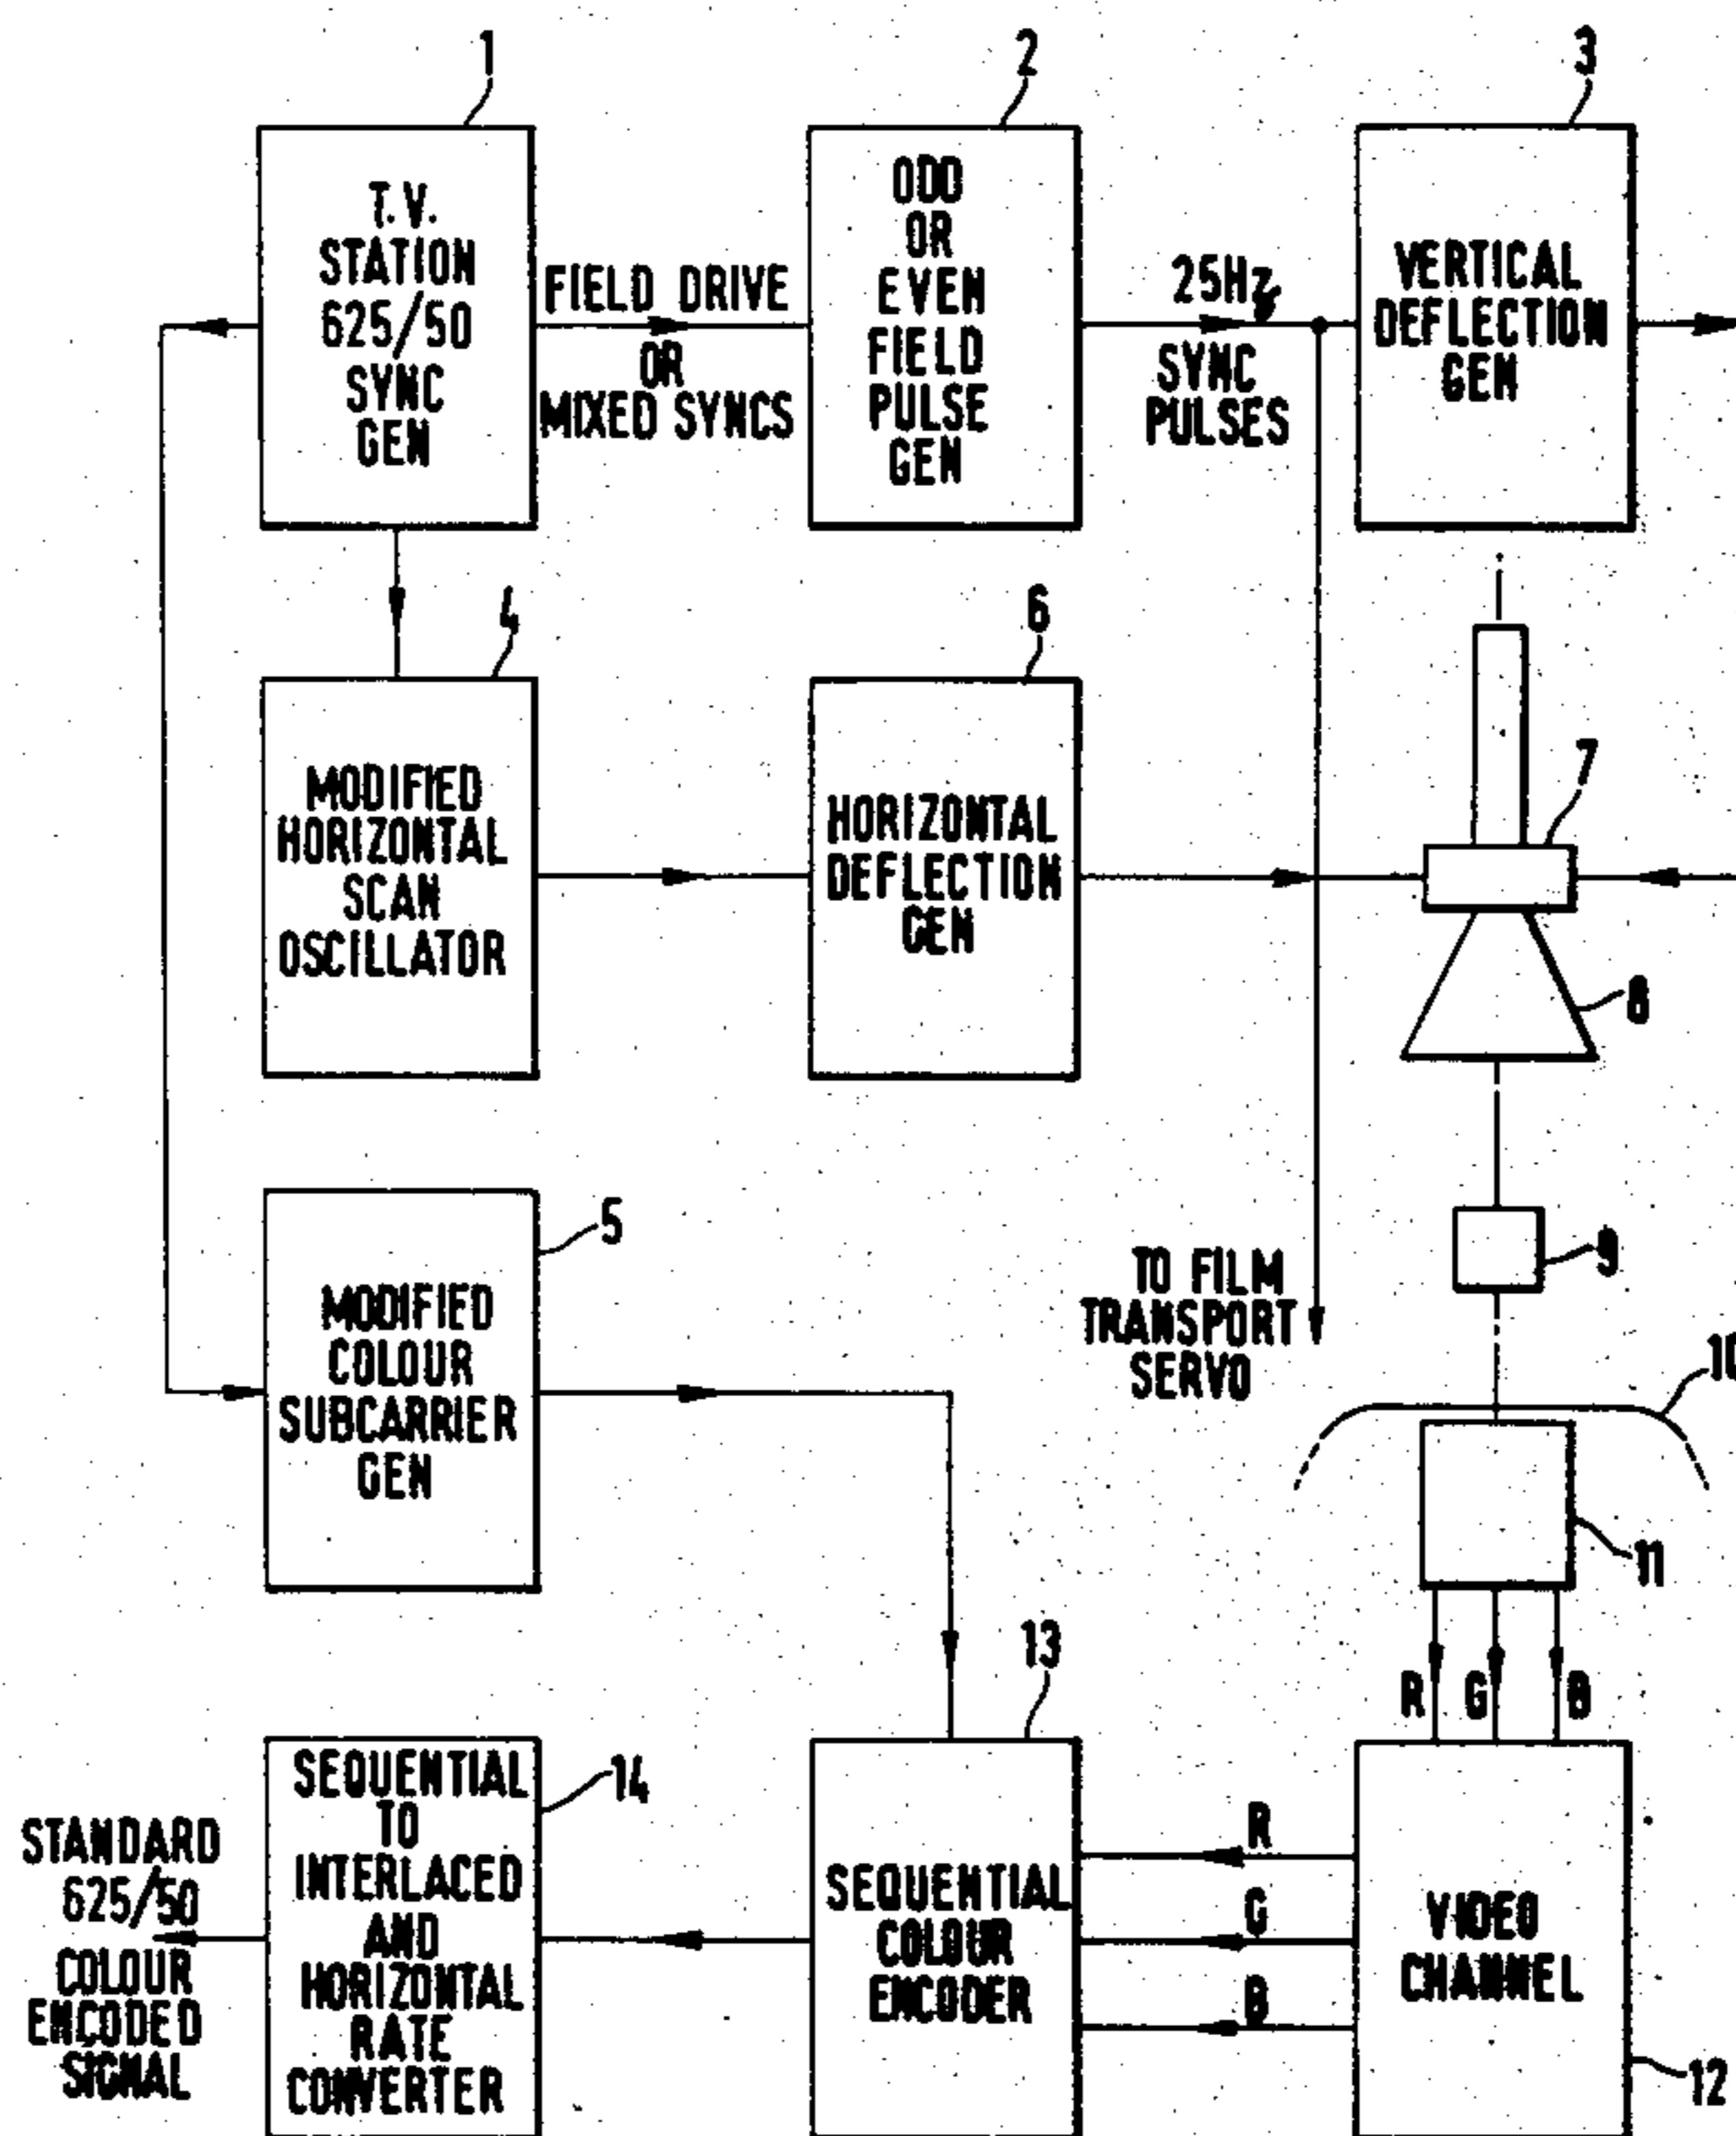 1
2
3
T.V.
STATION
625/50
SYNC
GEN
FIELD DRIVE
OR
MIXED SYNCS
ODD
OR
EVEN
FIELD
PULSE
GEN
25Hz
SYNC
PULSES
VERTICAL
DEFLECTION
GEN
4
6
7
MODIFIED
HORIZONTAL
SCAN
OSCILLATOR
HORIZONTAL
DEFLECTION
GEN
8
5
9
MODIFIED
COLOUR
SUBCARRIER
GEN
TO FILM
TRANSPORT
SERVO
10
11
R G B
13
14
STANDARD
625/50
COLOUR
ENCODED
SIGNAL
SEQUENTIAL
TO
INTERLACED
AND
HORIZONTAL
RATE
CONVERTER
SEQUENTIAL
COLOUR
ENCODER
R
G
B
VIDEO
CHANNEL
12